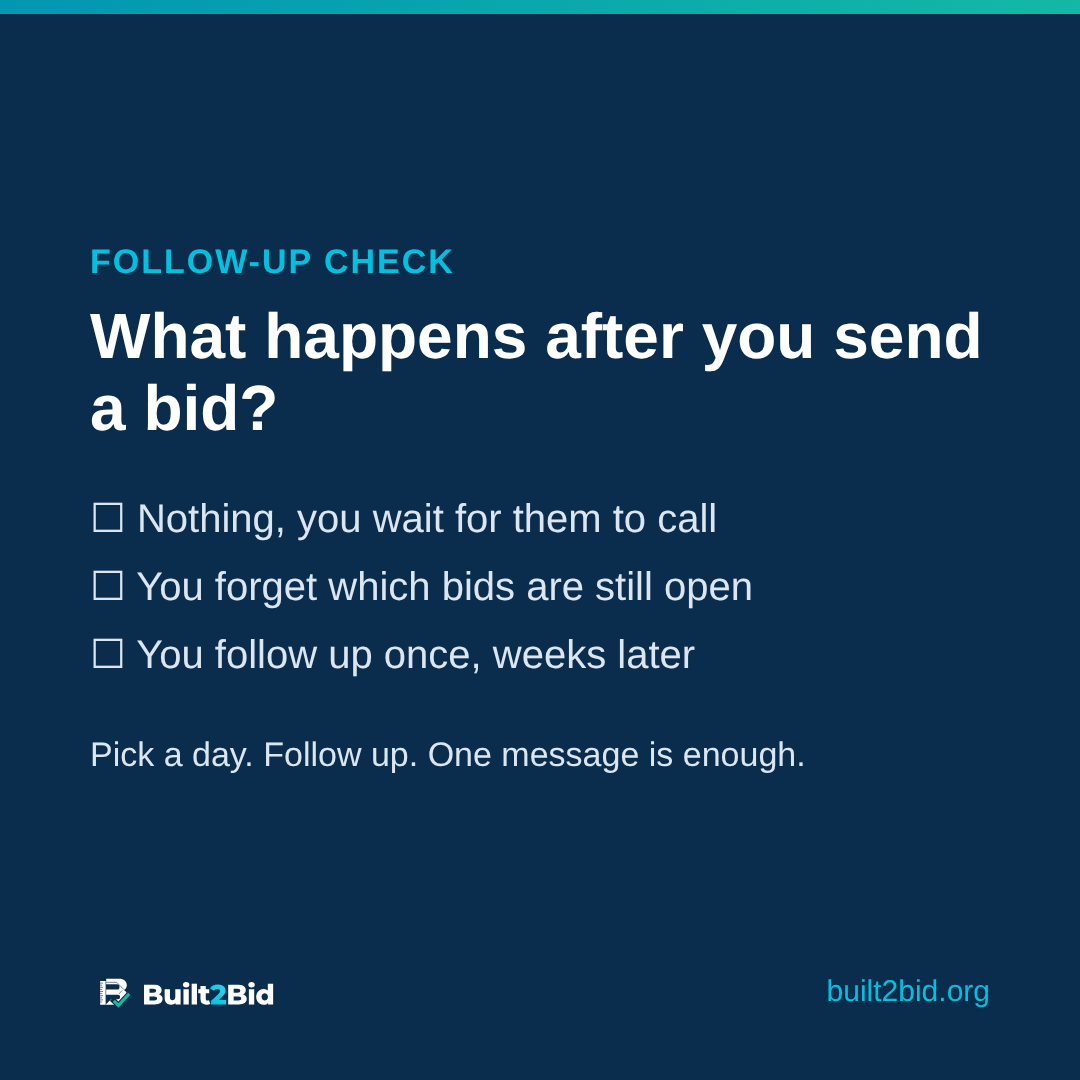 FOLLOW-UP CHECK
What happens after you send
a bid?
☐ Nothing, you wait for them to call
☐ You forget which bids are still open
☐ You follow up once, weeks later
Pick a day. Follow up. One message is enough.
Built2Bid
built2bid.org